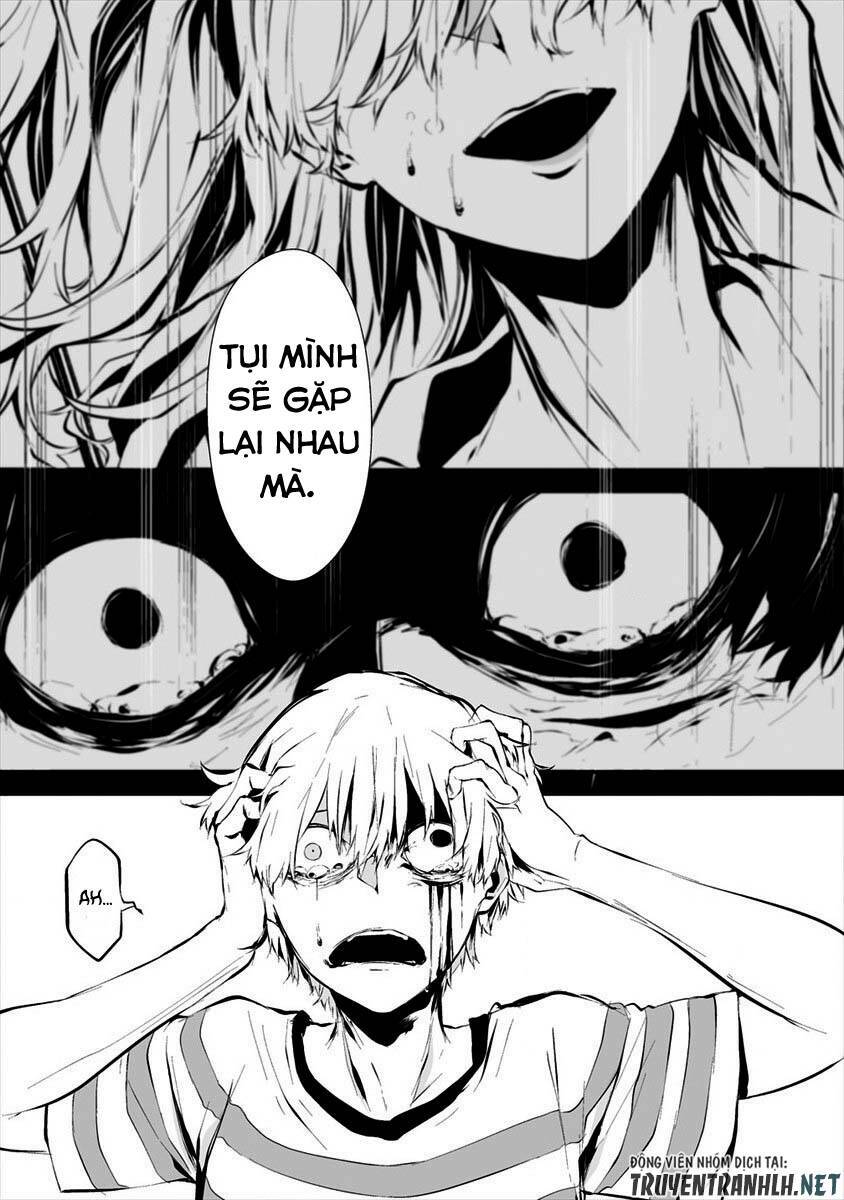 TỤI MÌNH
SẼ GẶP
LẠI NHAU
MÀ.
AH...
ĐỘNG VIÊN NHÓM DỊCH TẠI:
TRUYENTRANHLH.NET